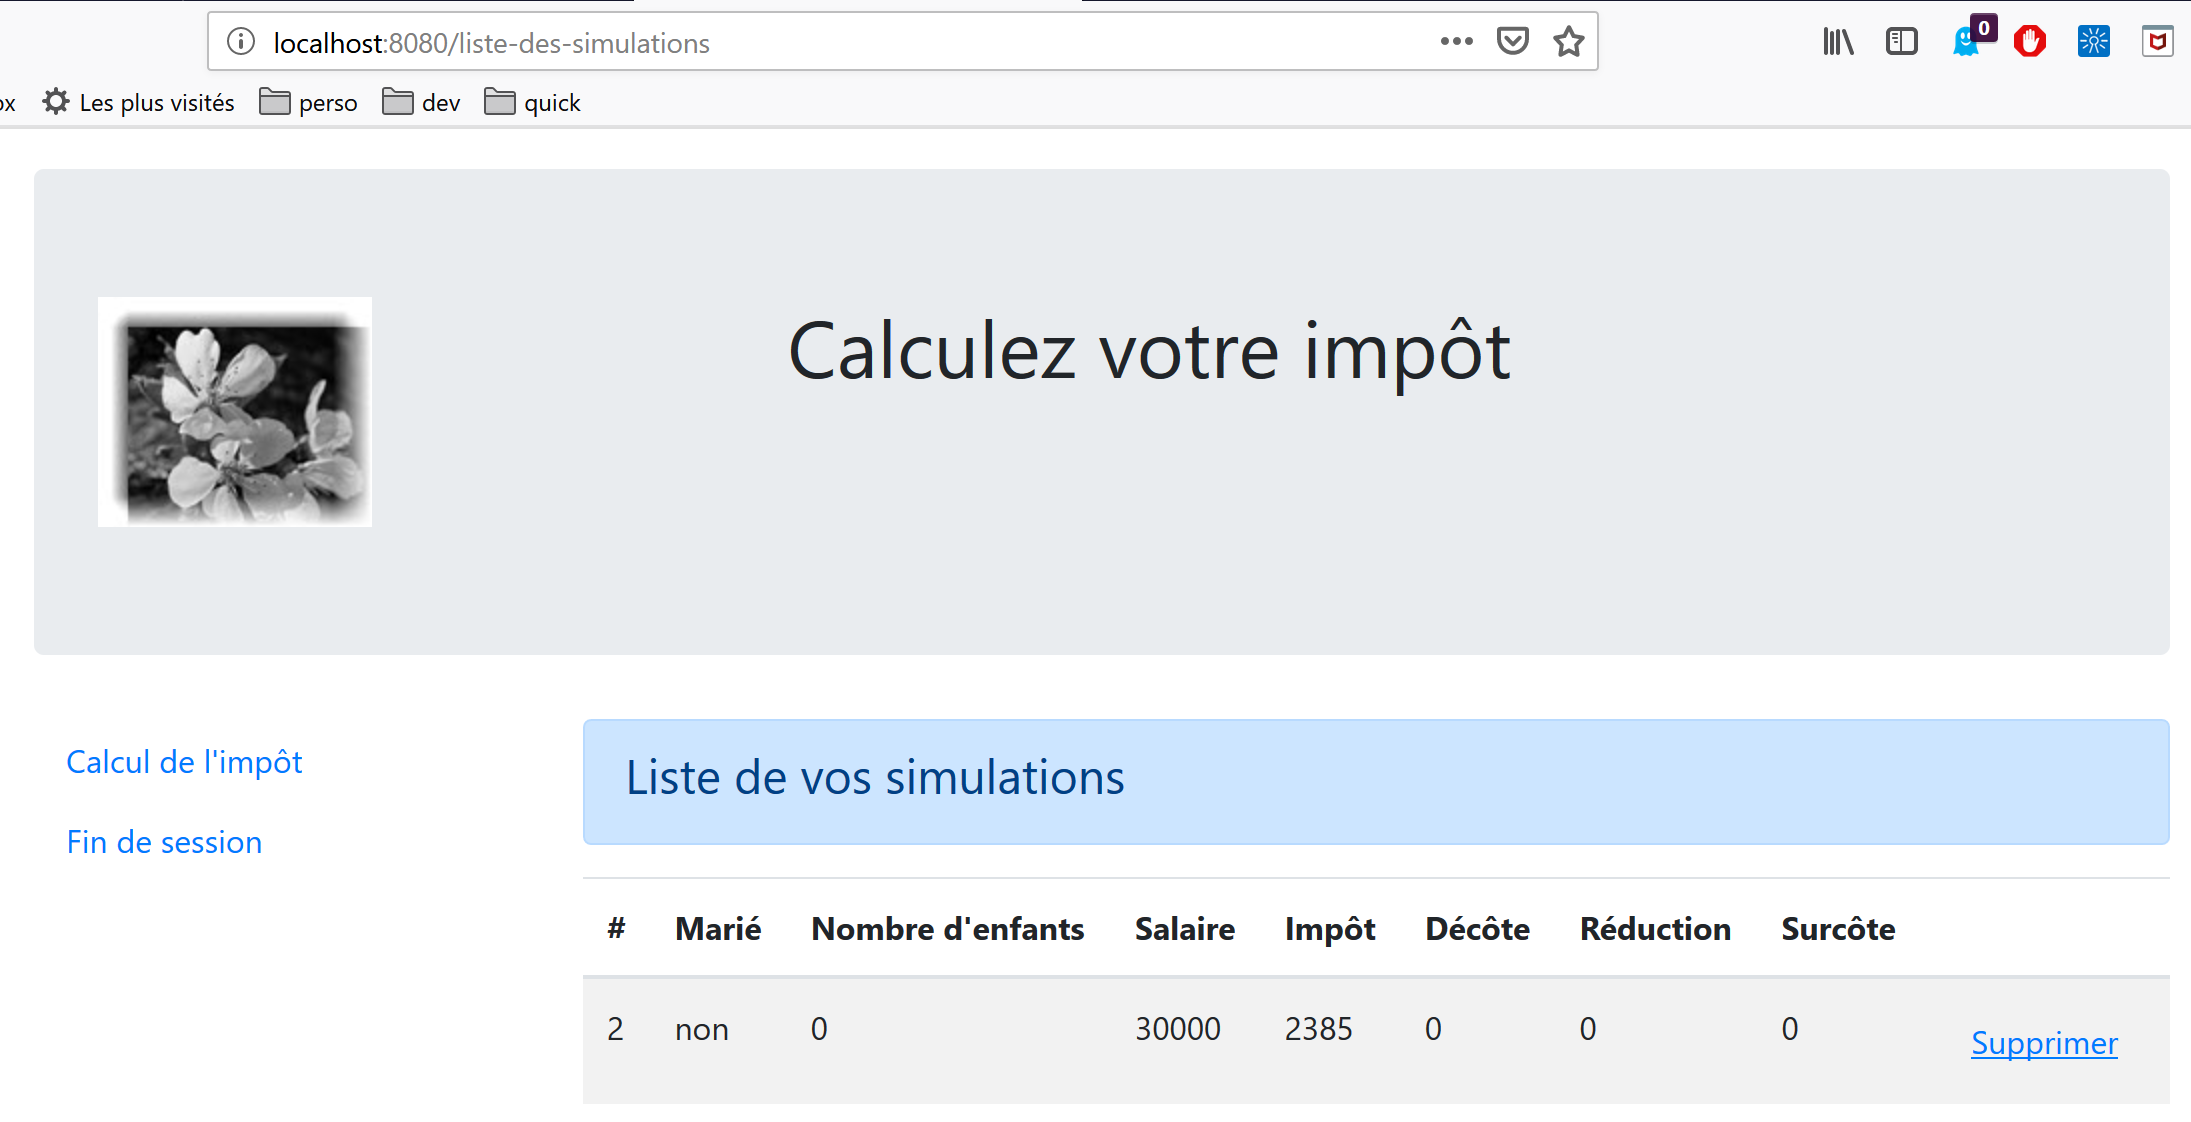 localhost:8080/liste-des-simulations
0
ox Les plus visités perso dev quick
Calculez votre impôt
Calcul de l'impôt
Fin de session
Liste de vos simulations
# Marié Nombre d'enfants Salaire Impôt Décôte Réduction Surcôte
2 non 0 30000 2385 0 0 0 Supprimer